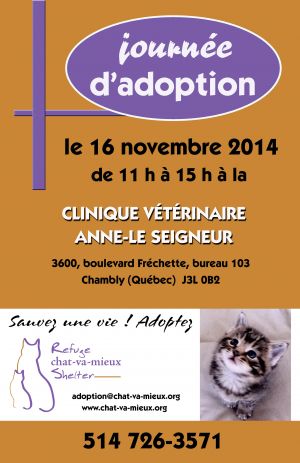 journée
d'adoption
le 16 novembre 2014
de 11 h à 15 h à la
CLINIQUE VÉTÉRINAIRE
ANNE-LE SEIGNEUR
3600, boulevard Fréchette, bureau 103
Chambly (Québec) J3L 0B2
Sauvez une vie ! Adoptez
Refuge
chat-va-mieux
Shelter
adoption@chat-va-mieux.org
www.chat-va-mieux.org
514 726-3571